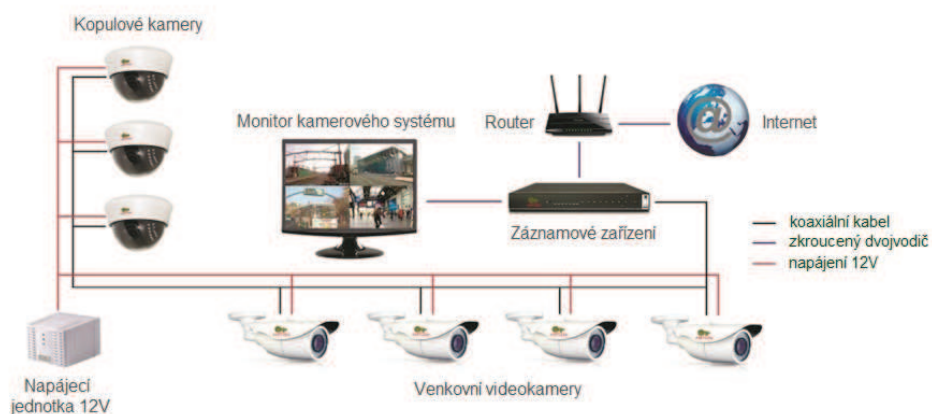 Kopulové kamery
Monitor kamerového systému
Router
Internet
@
Záznamové zařízení
koaxiální kabel
zkroucený dvojvodič
napájení 12V
Napájecí
jednotka 12V
Venkovní videokamery